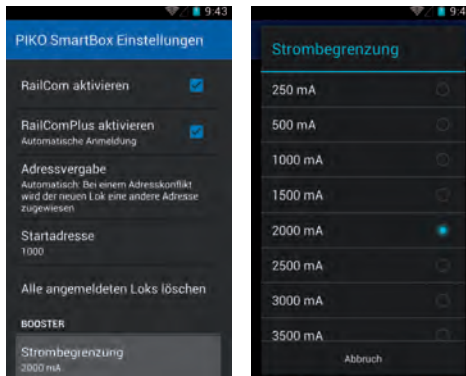 9.43
PIKO SmartBox Einstellungen
RailCom aktivieren
RailComPlus aktivieren
Automatische Anmeldung
Adressvergabe
Automatisch: Bei einem Adresskonflikt
wird der neuen Lok eine andere Adresse
zugewiesen
Startadresse
1000
Alle angemeldeten Loks löschen
BOOSTER
Strombegrenzung
2000 mA
9.4
Strombegrenzung
250 mA
500 mA
1000 mA
1500 mA
2000 mA
2500 mA
3000 mA
3500 mA
Abbruch